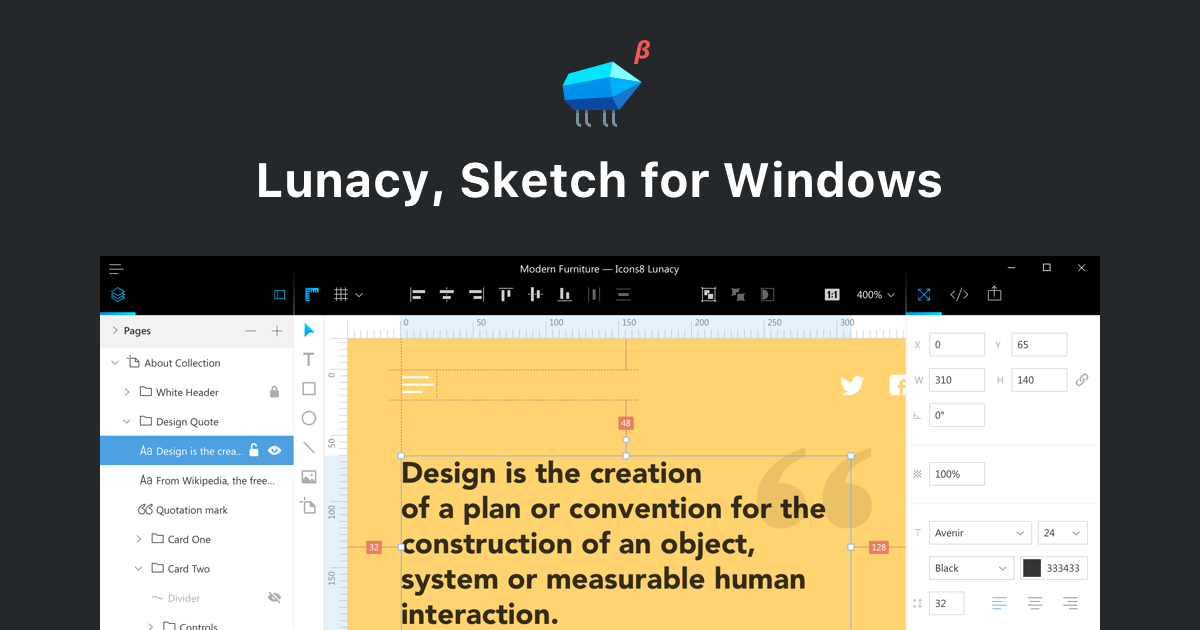 β
Lunacy, Sketch for Windows
Modern Furniture — Icons8 Lunacy
1:1
400%
Pages
0 50 100 150 200 250 300
X 0 Y 65
About Collection
White Header
T
0
W 310 H 140
Design Quote
0°
48
50
Aa Design is the crea...
Design is the creation
100%
Aa From Wikipedia, the free...
of a plan or convention for the
Quotation mark
100
T Avenir 24
Card One
32
construction of an object,
128
Card Two
Black 333433
system or measurable human
150
Divider
32
interaction.
Controls